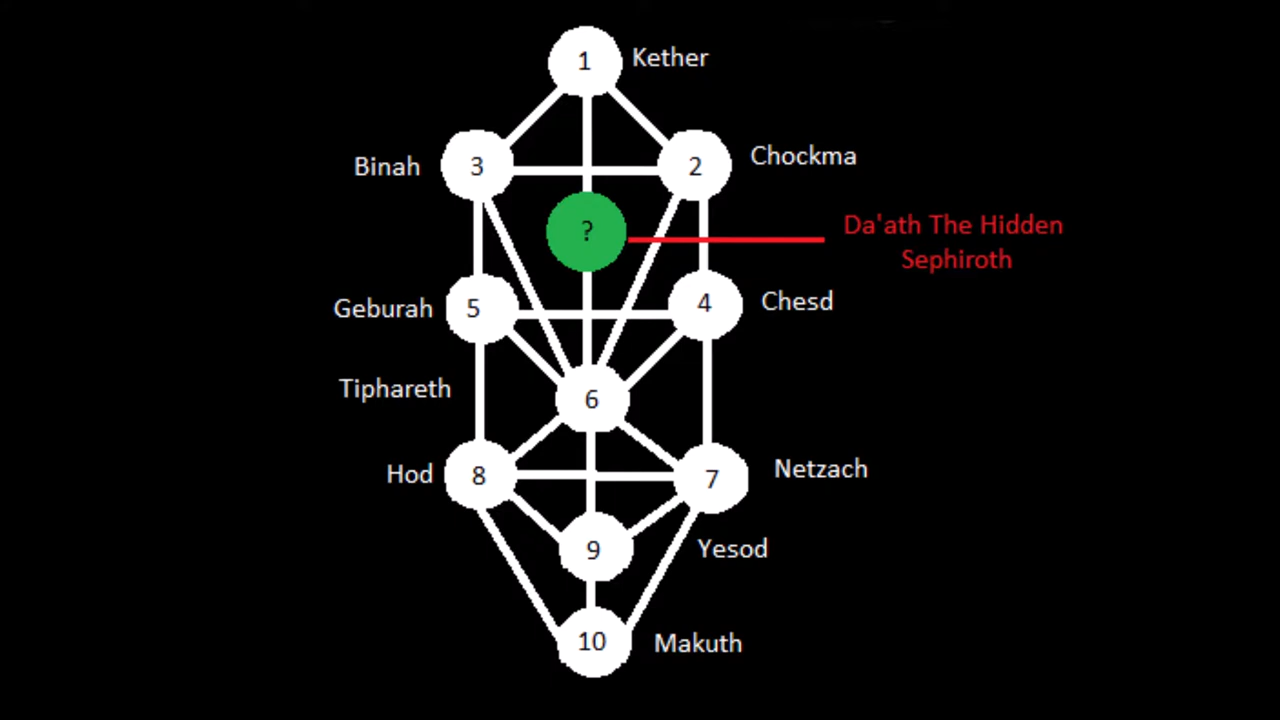 1
Kether
Binah
3
2
Chockma
?
Da'ath The Hidden
Sephiroth
Geburah
5
4
Chesd
Tiphareth
6
Hod
8
7
Netzach
9
Yesod
10
Makuth